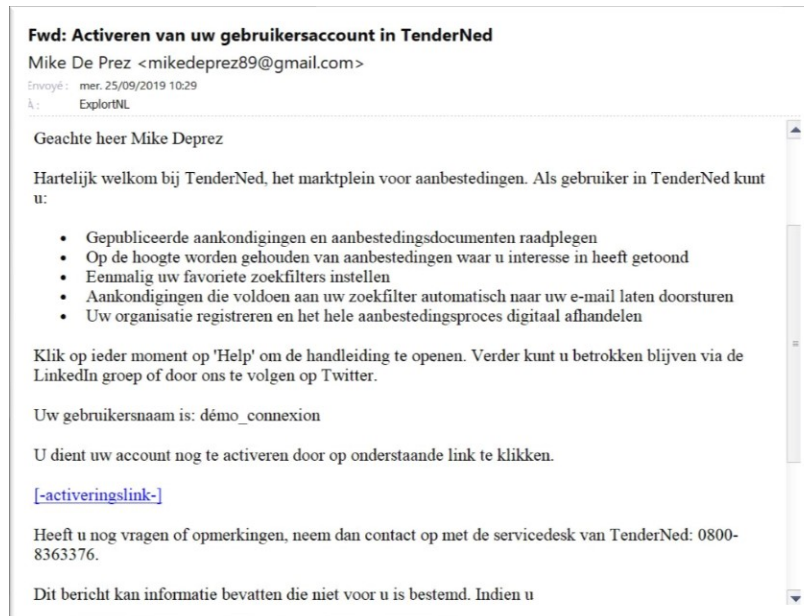 Fwd: Activeren van uw gebruikersaccount in TenderNed
Mike De Prez <mikedeprez89@gmail.com>
Envoyé : mer. 25/09/2019 10:29
À : ExplortNL
Geachte heer Mike Deprez
Hartelijk welkom bij TenderNed, het marktplein voor aanbestedingen. Als gebruiker in TenderNed kunt
u:
• Gepubliceerde aankondigingen en aanbestedingsdocumenten raadplegen
• Op de hoogte worden gehouden van aanbestedingen waar u interesse in heeft getoond
• Eenmalig uw favoriete zoekfilters instellen
• Aankondigingen die voldoen aan uw zoekfilter automatisch naar uw e-mail laten doorsturen
• Uw organisatie registreren en het hele aanbestedingsproces digitaal afhandelen
Klik op ieder moment op 'Help' om de handleiding te openen. Verder kunt u betrokken blijven via de
LinkedIn groep of door ons te volgen op Twitter.
Uw gebruikersnaam is: démo_connexion
U dient uw account nog te activeren door op onderstaande link te klikken.
[-activeringslink-]
Heeft u nog vragen of opmerkingen, neem dan contact op met de servicedesk van TenderNed: 0800-
8363376.
Dit bericht kan informatie bevatten die niet voor u is bestemd. Indien u